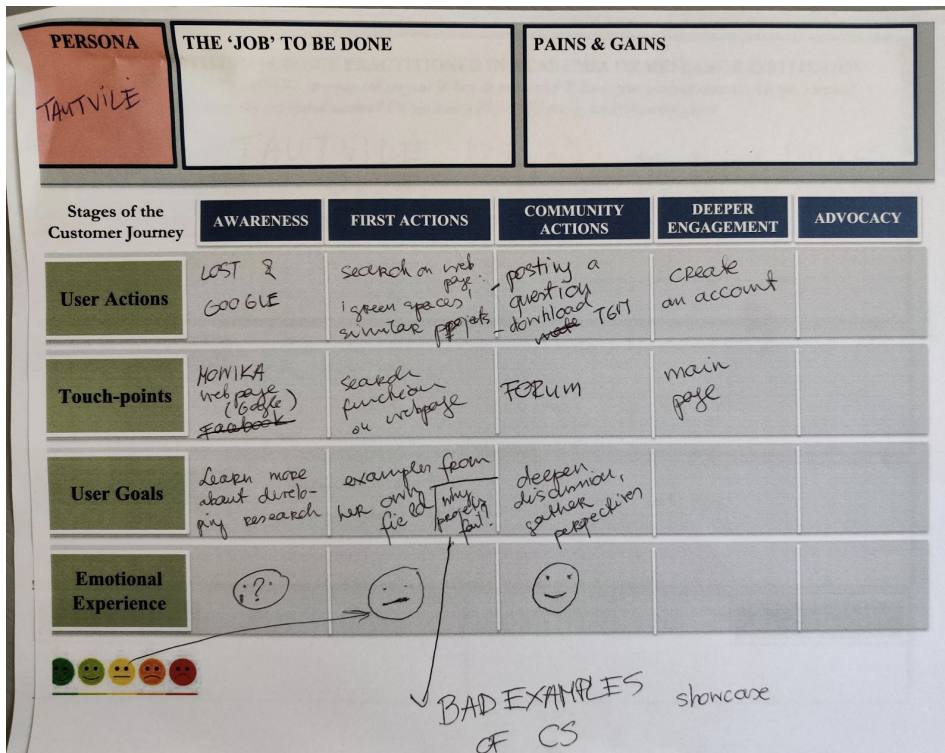 PERSONA
TAUTVILĖ
THE 'JOB' TO BE DONE
PAINS & GAINS
Stages of the
Customer Journey
AWARENESS
FIRST ACTIONS
COMMUNITY
ACTIONS
DEEPER
ENGAGEMENT
ADVOCACY
User Actions
LOST &
GOOGLE
search on web
page.
'green spaces'
similar projects
- posting a
question
- download
TGM
create
an account
Touch-points
MONIKA
webpage
(Google)
Facebook
search
function
on webpage
FORUM
main
page
User Goals
Learn more
about develo-
ping research
examples from
her own
field
why
projects
fail?
deepen
discussion,
gather
perspectives
Emotional
Experience
?
BAD EXAMPLES
OF CS
showcase